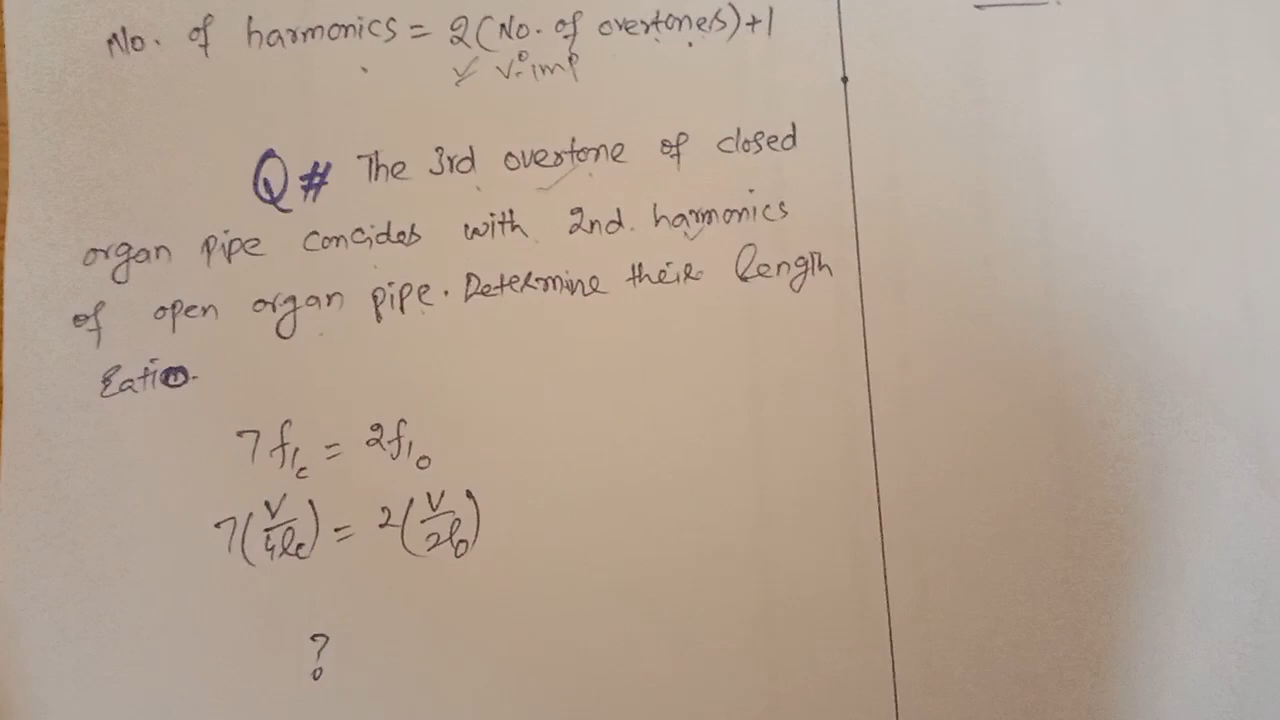 No. of harmonics = 2(No. of overtones)+1
✓ v.imp
Q# The 3rd overtone of closed
organ pipe concides with 2nd. harmonics
of open organ pipe. Determine their length
ratio.
7f₁c = 2f₁o
7(V/4lc) = 2(V/2lo)
?